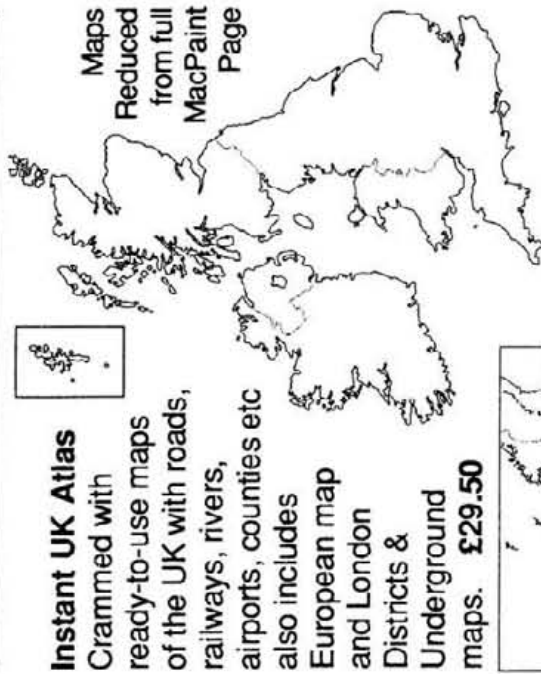 Maps
Reduced
from full
MacPaint
Page
Instant UK Atlas
Crammed with
ready-to-use maps
of the UK with roads,
railways, rivers,
airports, counties etc
also includes
European map
and London
Districts &
Underground
maps. £29.50